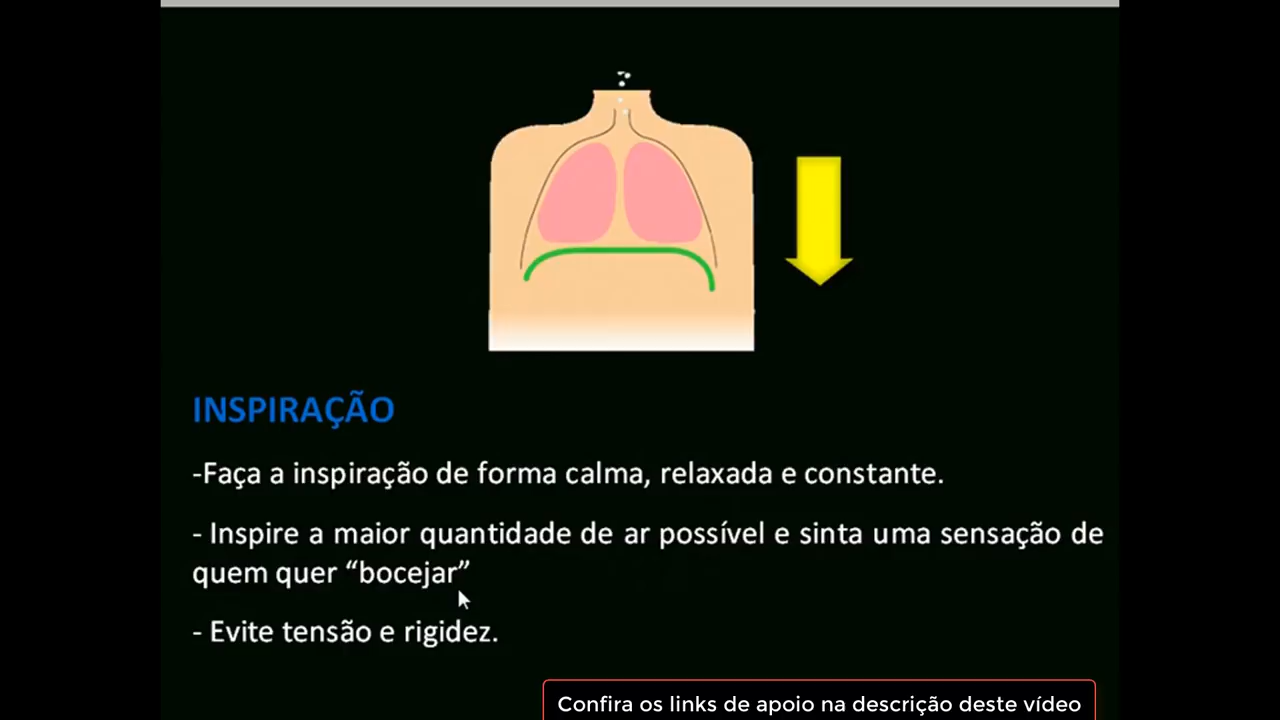 INSPIRAÇÃO
-Faça a inspiração de forma calma, relaxada e constante.
- Inspire a maior quantidade de ar possível e sinta uma sensação de
quem quer “bocejar”
- Evite tensão e rigidez.
Confira os links de apoio na descrição deste vídeo